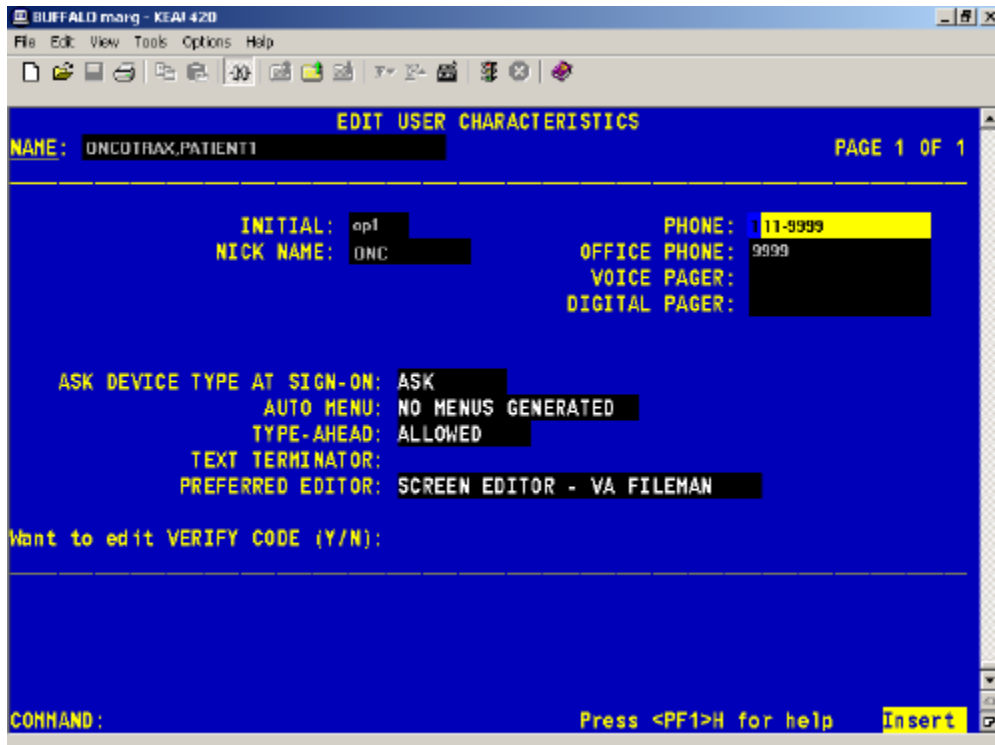 BUFFALO marg - KEA! 420
File Edit View Tools Options Help
EDIT USER CHARACTERISTICS
NAME: ONCOTRAX,PATIENT1 PAGE 1 OF 1
INITIAL: op1 PHONE: 111-9999
NICK NAME: ONC OFFICE PHONE: 9999
VOICE PAGER:
DIGITAL PAGER:
ASK DEVICE TYPE AT SIGN-ON: ASK
AUTO MENU: NO MENUS GENERATED
TYPE-AHEAD: ALLOWED
TEXT TERMINATOR:
PREFERRED EDITOR: SCREEN EDITOR - VA FILEMAN
Want to edit VERIFY CODE (Y/N):
COMMAND: Press <PF1>H for help Insert